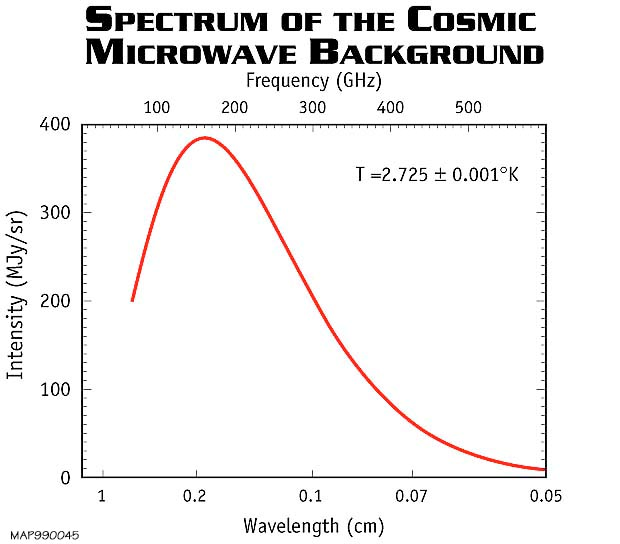 SPECTRUM OF THE COSMIC
MICROWAVE BACKGROUND
Frequency (GHz)
100 200 300 400 500
400
T =2.725 ± 0.001°K
300
Intensity (MJy/sr)
200
100
0
1 0.2 0.1 0.07 0.05
Wavelength (cm)
MAP990045